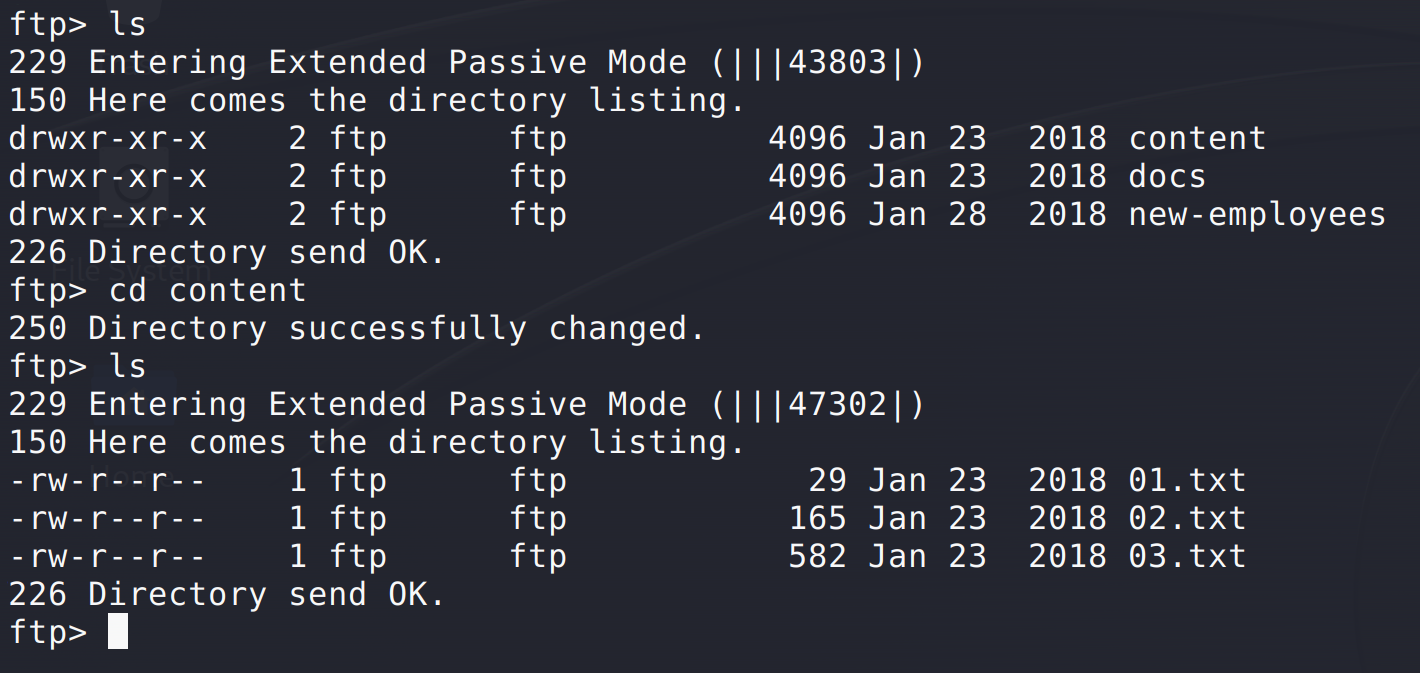 ftp> ls
229 Entering Extended Passive Mode (|||43803|)
150 Here comes the directory listing.
drwxr-xr-x    2 ftp      ftp          4096 Jan 23  2018 content
drwxr-xr-x    2 ftp      ftp          4096 Jan 23  2018 docs
drwxr-xr-x    2 ftp      ftp          4096 Jan 28  2018 new-employees
226 Directory send OK.
File System
ftp> cd content
250 Directory successfully changed.
ftp> ls
229 Entering Extended Passive Mode (|||47302|)
150 Here comes the directory listing.
Home
-rw-r--r--    1 ftp      ftp            29 Jan 23  2018 01.txt
-rw-r--r--    1 ftp      ftp           165 Jan 23  2018 02.txt
-rw-r--r--    1 ftp      ftp           582 Jan 23  2018 03.txt
226 Directory send OK.
ftp>